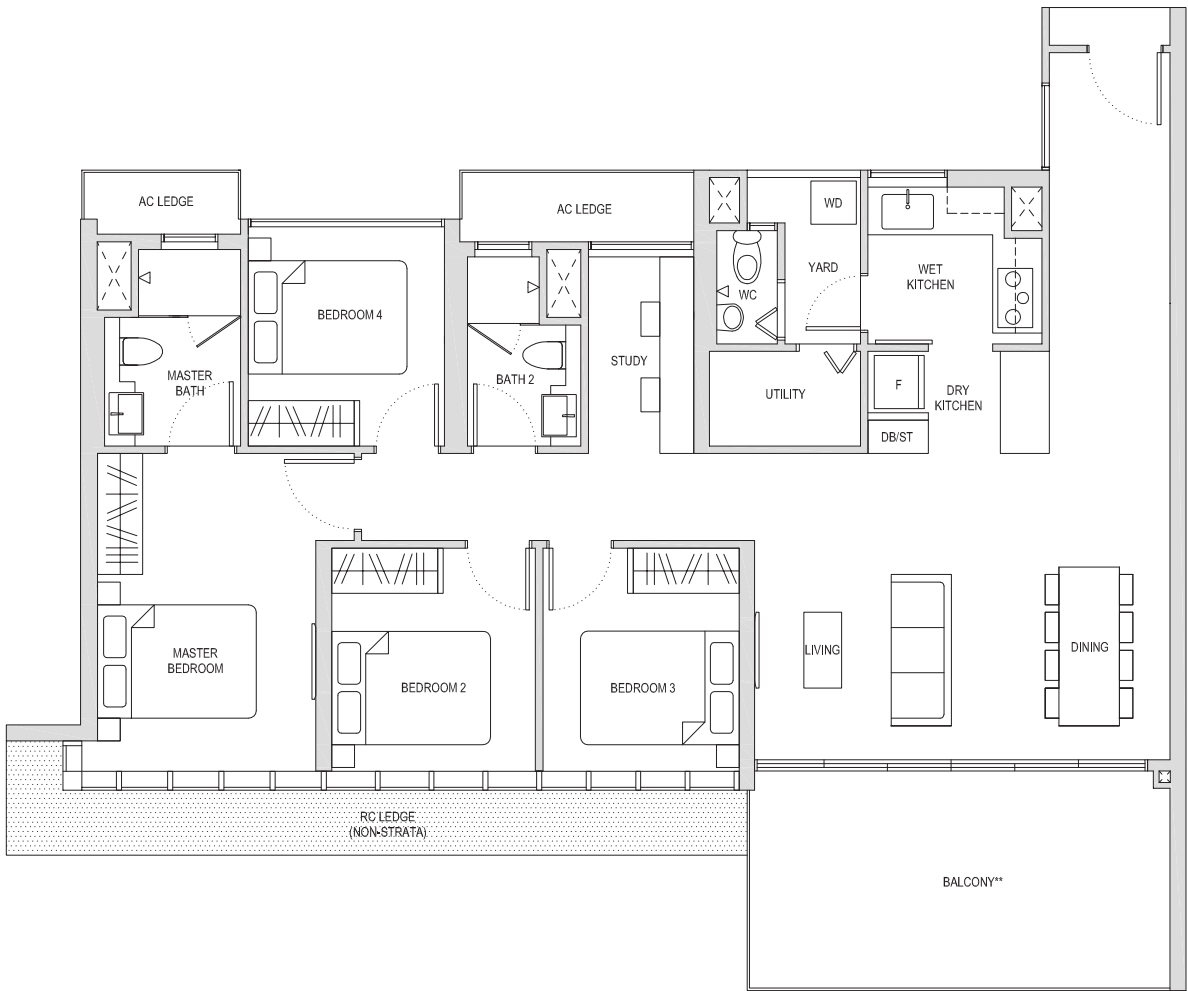 AC LEDGE
AC LEDGE
WD
YARD
WET
KITCHEN
WC
BEDROOM 4
MASTER
BATH
BATH 2
STUDY
UTILITY
F
DRY
KITCHEN
DB/ST
MASTER
BEDROOM
BEDROOM 2
BEDROOM 3
LIVING
DINING
RC LEDGE
(NON-STRATA)
BALCONY**